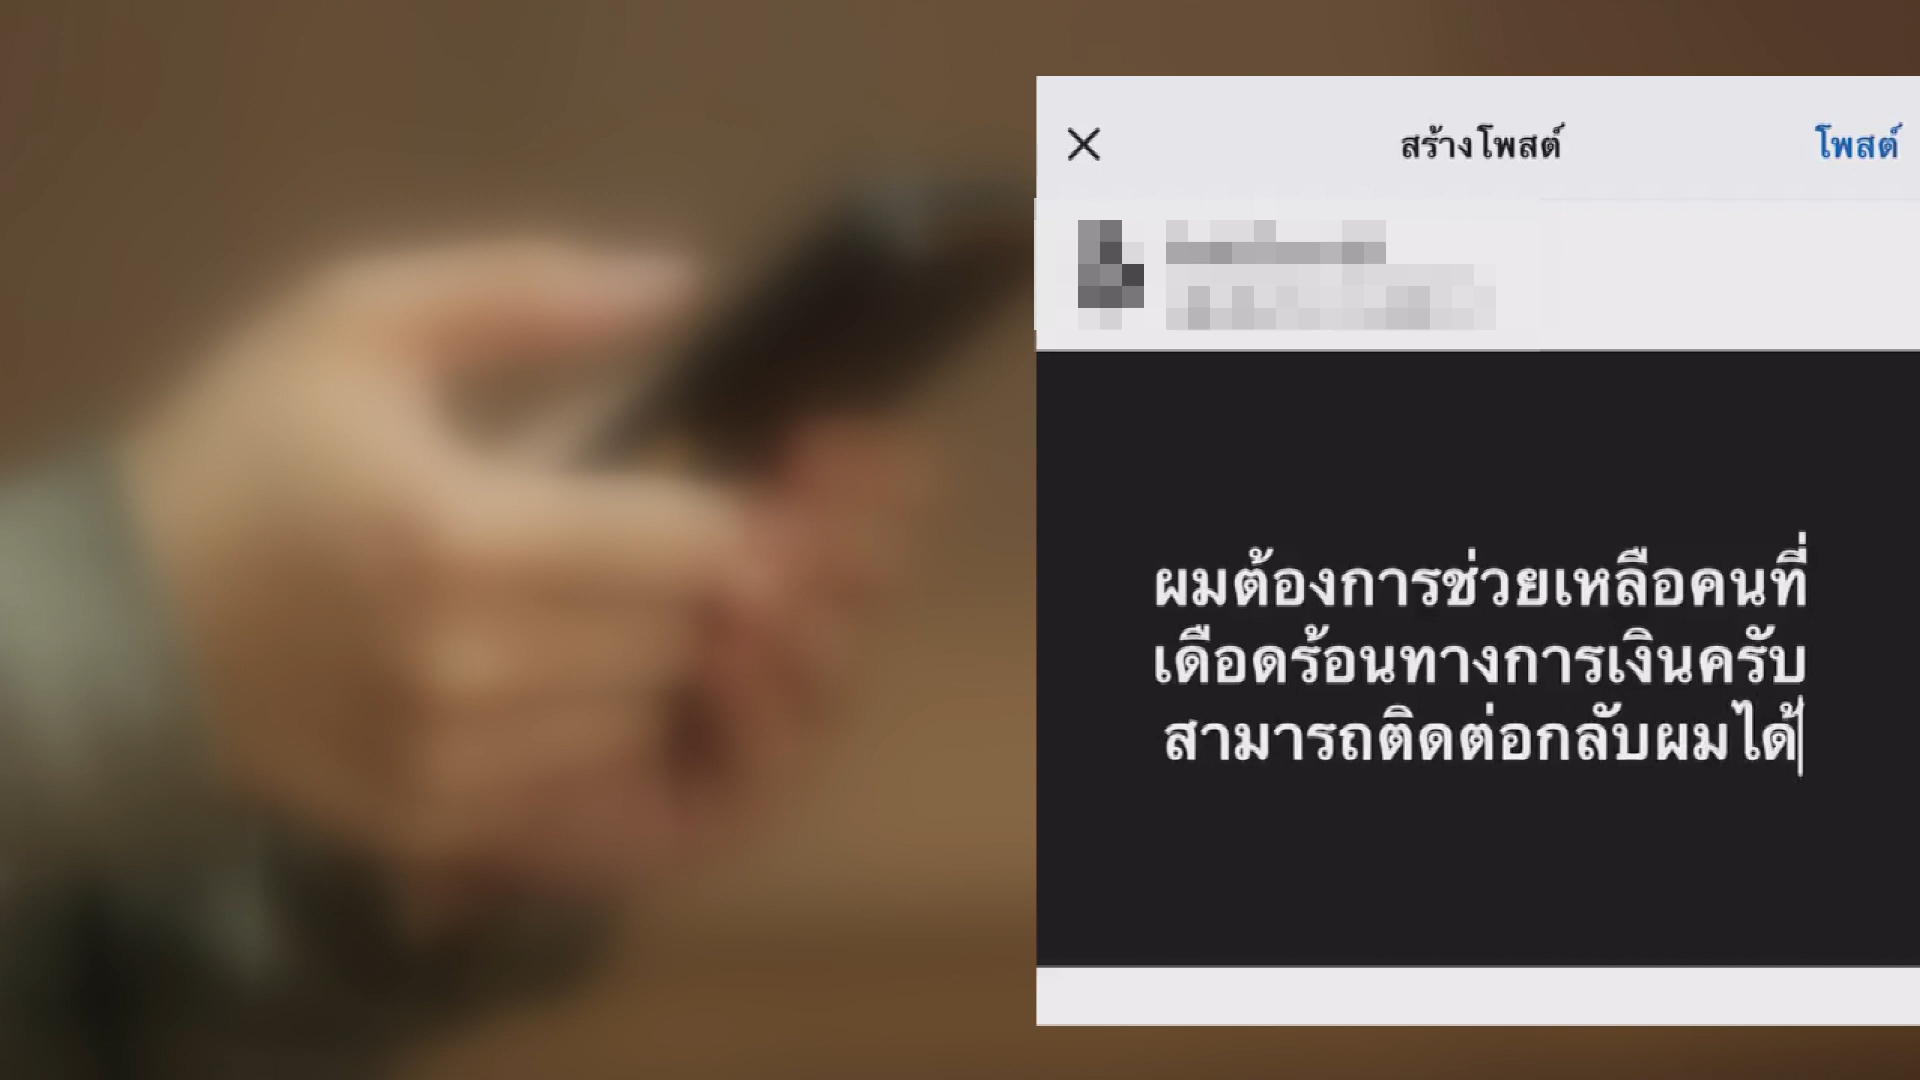 สร้างโพสต์
โพสต์
ผมต้องการช่วยเหลือคนที่
เดือดร้อนทางการเงินครับ
สามารถติดต่อกลับผมได้